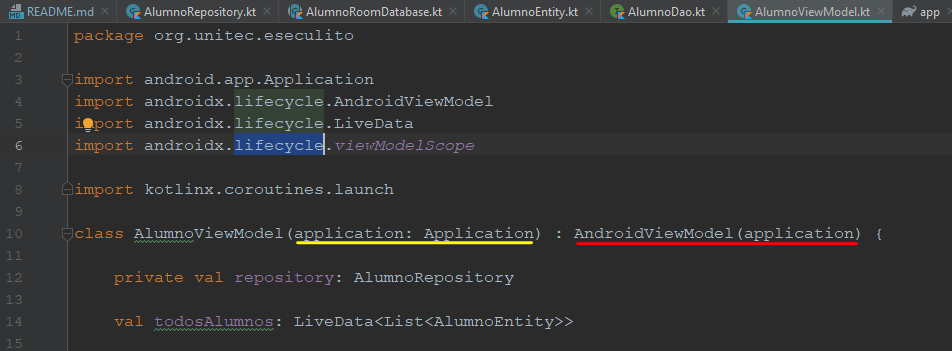 README.md AlumnoRepository.kt AlumnoRoomDatabase.kt AlumnoEntity.kt AlumnoDao.kt AlumnoViewModel.kt app
1 package org.unitec.eseculito
2
3 import android.app.Application
4 import androidx.lifecycle.AndroidViewModel
5 import androidx.lifecycle.LiveData
6 import androidx.lifecycle.viewModelScope
7
8 import kotlinx.coroutines.launch
9
10 class AlumnoViewModel(application: Application) : AndroidViewModel(application) {
11
12 private val repository: AlumnoRepository
13
14 val todosAlumnos: LiveData<List<AlumnoEntity>>
15